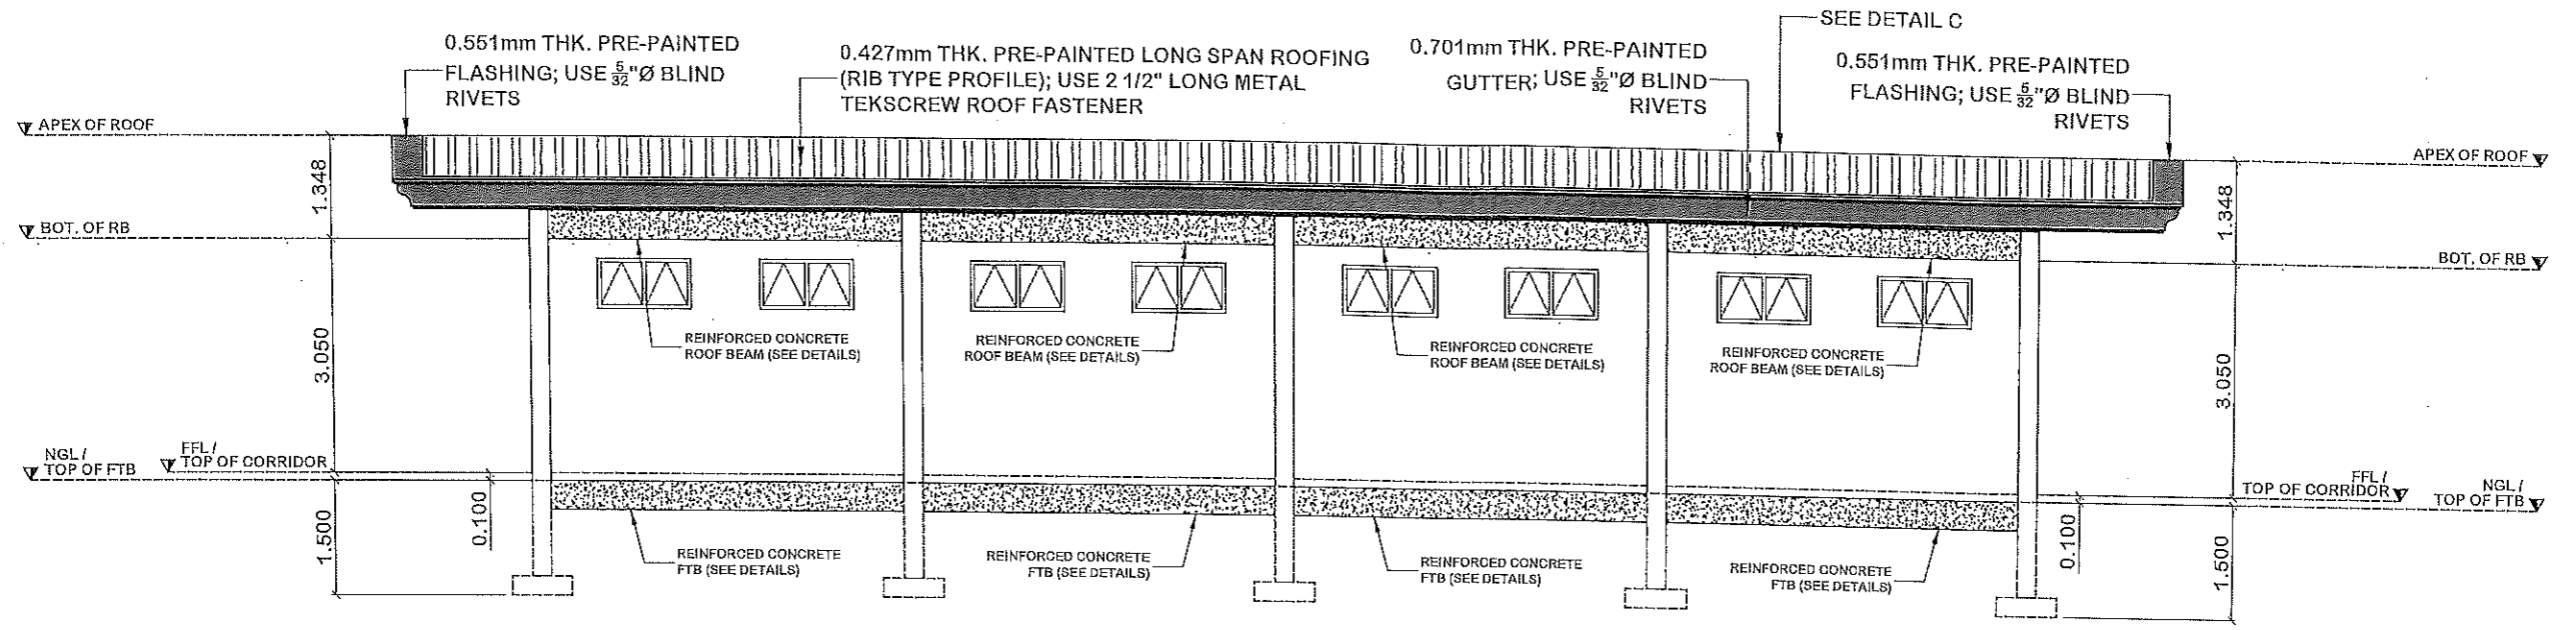 SEE DETAIL C
0.551mm THK. PRE-PAINTED
FLASHING; USE 5/32"Ø BLIND
RIVETS
0.427mm THK. PRE-PAINTED LONG SPAN ROOFING
(RIB TYPE PROFILE); USE 2 1/2" LONG METAL
TEKSCREW ROOF FASTENER
0.701mm THK. PRE-PAINTED
GUTTER; USE 5/32"Ø BLIND
RIVETS
0.551mm THK. PRE-PAINTED
FLASHING; USE 5/32"Ø BLIND
RIVETS
APEX OF ROOF
APEX OF ROOF
1.348
1.348
BOT. OF RB
BOT. OF RB
REINFORCED CONCRETE
ROOF BEAM (SEE DETAILS)
REINFORCED CONCRETE
ROOF BEAM (SEE DETAILS)
REINFORCED CONCRETE
ROOF BEAM (SEE DETAILS)
REINFORCED CONCRETE
ROOF BEAM (SEE DETAILS)
3.050
3.050
NGL /
TOP OF FTB
FFL /
TOP OF CORRIDOR
FFL /
TOP OF CORRIDOR
NGL /
TOP OF FTB
1.500
0.100
0.100
1.500
REINFORCED CONCRETE
FTB (SEE DETAILS)
REINFORCED CONCRETE
FTB (SEE DETAILS)
REINFORCED CONCRETE
FTB (SEE DETAILS)
REINFORCED CONCRETE
FTB (SEE DETAILS)